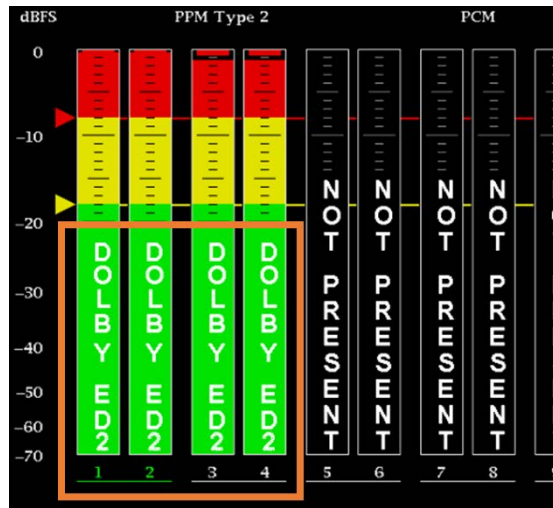 dBFS PPM Type 2 PCM
0
-10
-20
-30
-40
-50
-60
-70
DOLBY ED2
DOLBY ED2
DOLBY ED2
DOLBY ED2
NOT PRESENT
NOT PRESENT
NOT PRESENT
NOT PRESENT
1 2 3 4 5 6 7 8